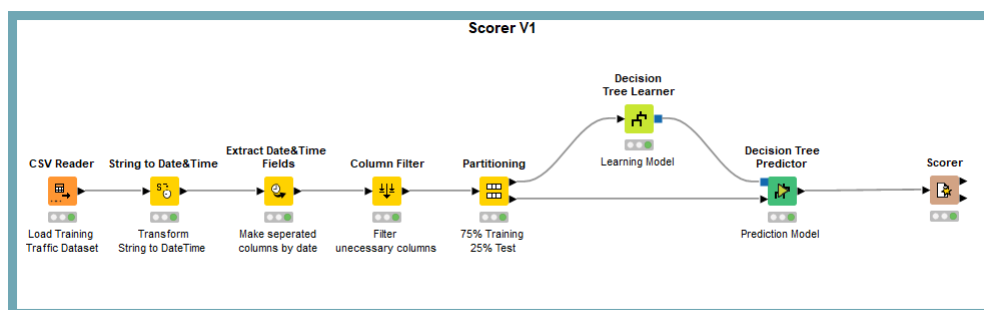 Scorer V1
Decision
Tree Learner
Learning Model
CSV Reader
Load Training
Traffic Dataset
String to Date&Time
Transform
String to DateTime
Extract Date&Time
Fields
Make seperated
columns by date
Column Filter
Filter
unecessary columns
Partitioning
75% Training
25% Test
Decision Tree
Predictor
Prediction Model
Scorer